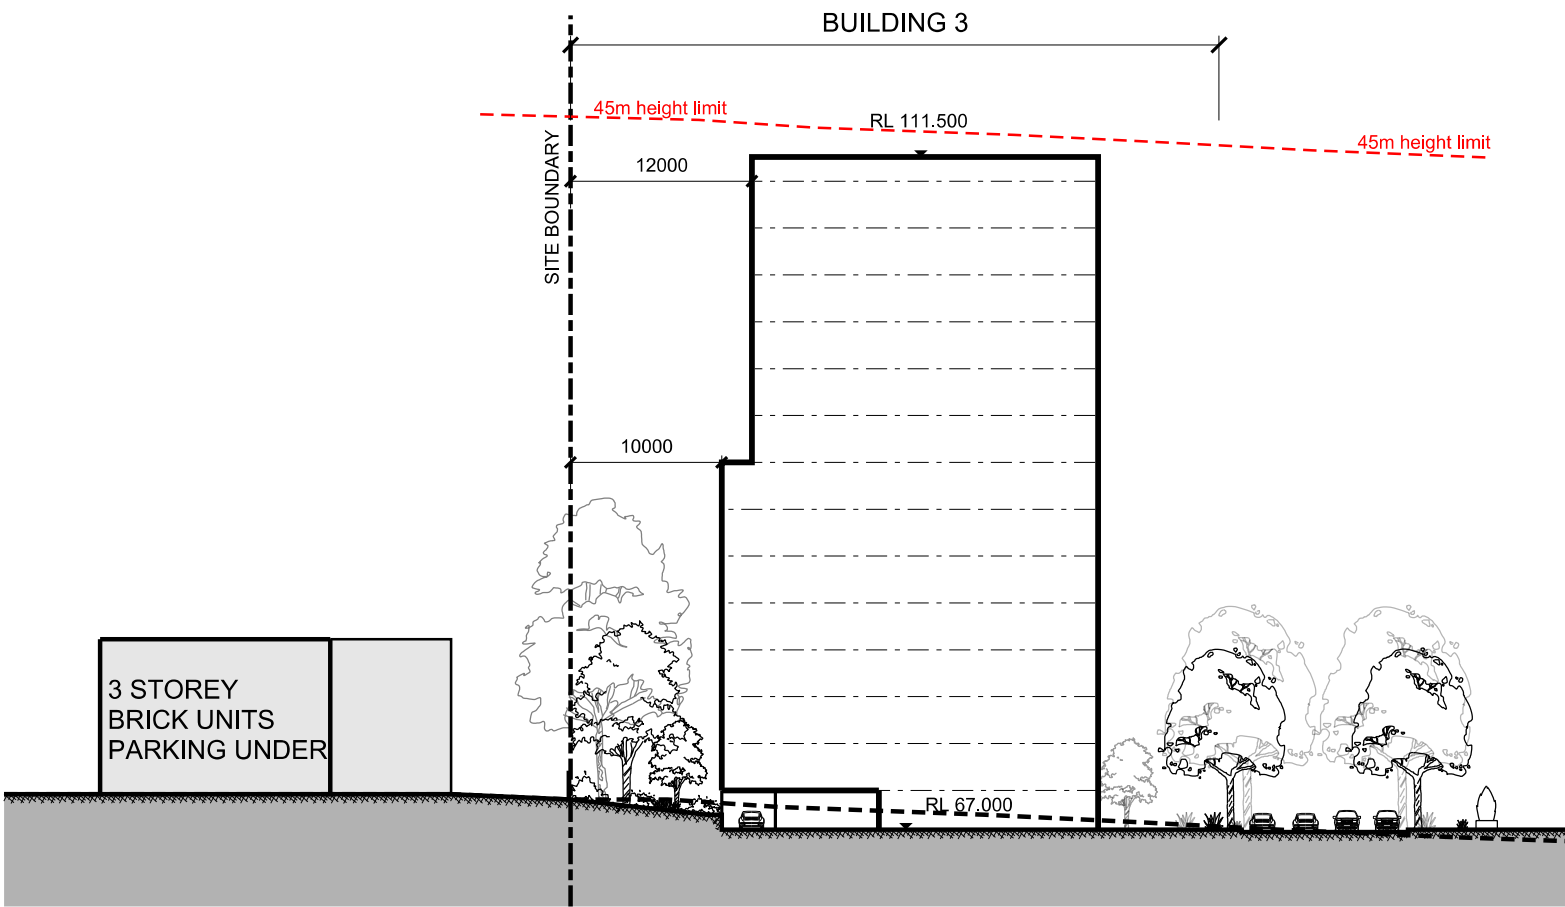 BUILDING 3
45m height limit
RL 111.500
45m height limit
SITE BOUNDARY
12000
10000
3 STOREY
BRICK UNITS
PARKING UNDER
RL 67.000